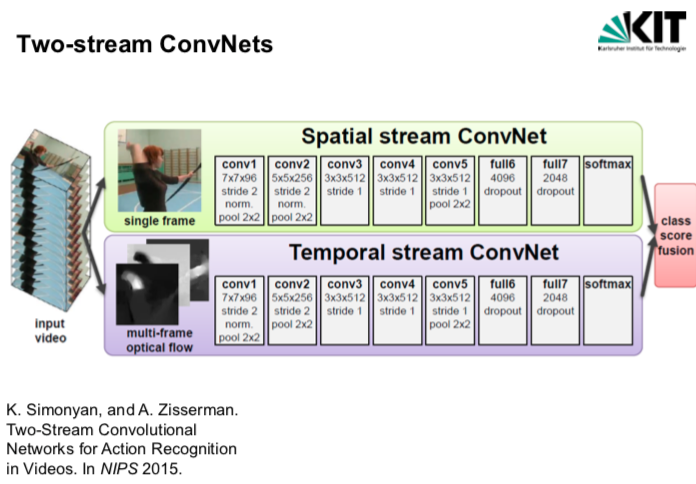 Two-stream ConvNets
KIT
Karlsruher Institut für Technologie
Spatial stream ConvNet
single frame
conv1
7x7x96
stride 2
norm.
pool 2x2
conv2
5x5x256
stride 2
norm.
pool 2x2
conv3
3x3x512
stride 1
conv4
3x3x512
stride 1
conv5
3x3x512
stride 1
pool 2x2
full6
4096
dropout
full7
2048
dropout
softmax
Temporal stream ConvNet
input
video
multi-frame
optical flow
conv1
7x7x96
stride 2
norm.
pool 2x2
conv2
5x5x256
stride 2
pool 2x2
conv3
3x3x512
stride 1
conv4
3x3x512
stride 1
conv5
3x3x512
stride 1
pool 2x2
full6
4096
dropout
full7
2048
dropout
softmax
class
score
fusion
K. Simonyan, and A. Zisserman.
Two-Stream Convolutional
Networks for Action Recognition
in Videos. In NIPS 2015.